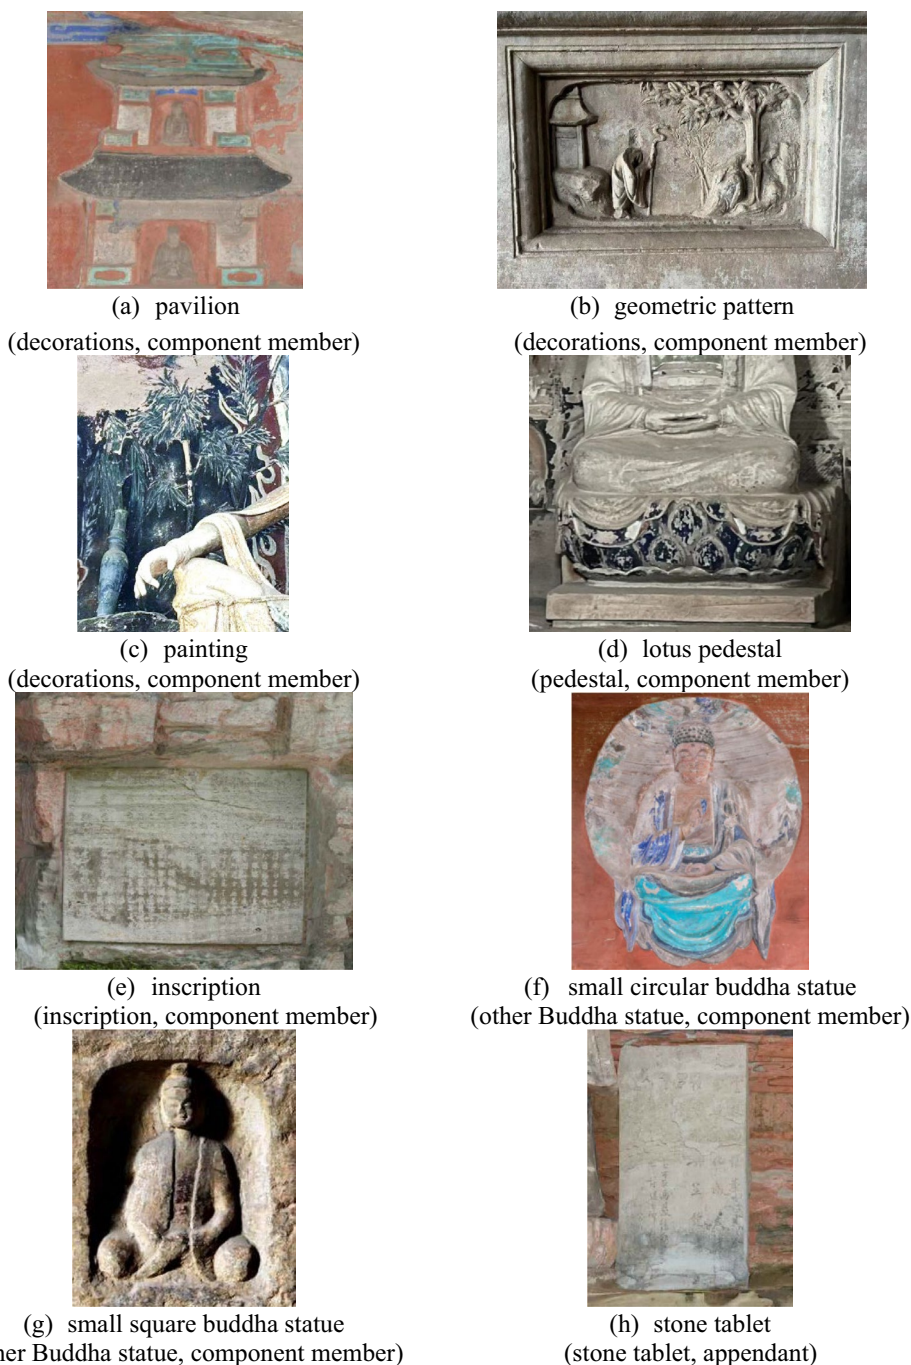 (a) pavilion
(decorations, component member)
(b) geometric pattern
(decorations, component member)
(c) painting
(decorations, component member)
(d) lotus pedestal
(pedestal, component member)
(e) inscription
(inscription, component member)
(f) small circular buddha statue
(other Buddha statue, component member)
(g) small square buddha statue
her Buddha statue, component member)
(h) stone tablet
(stone tablet, appendant)